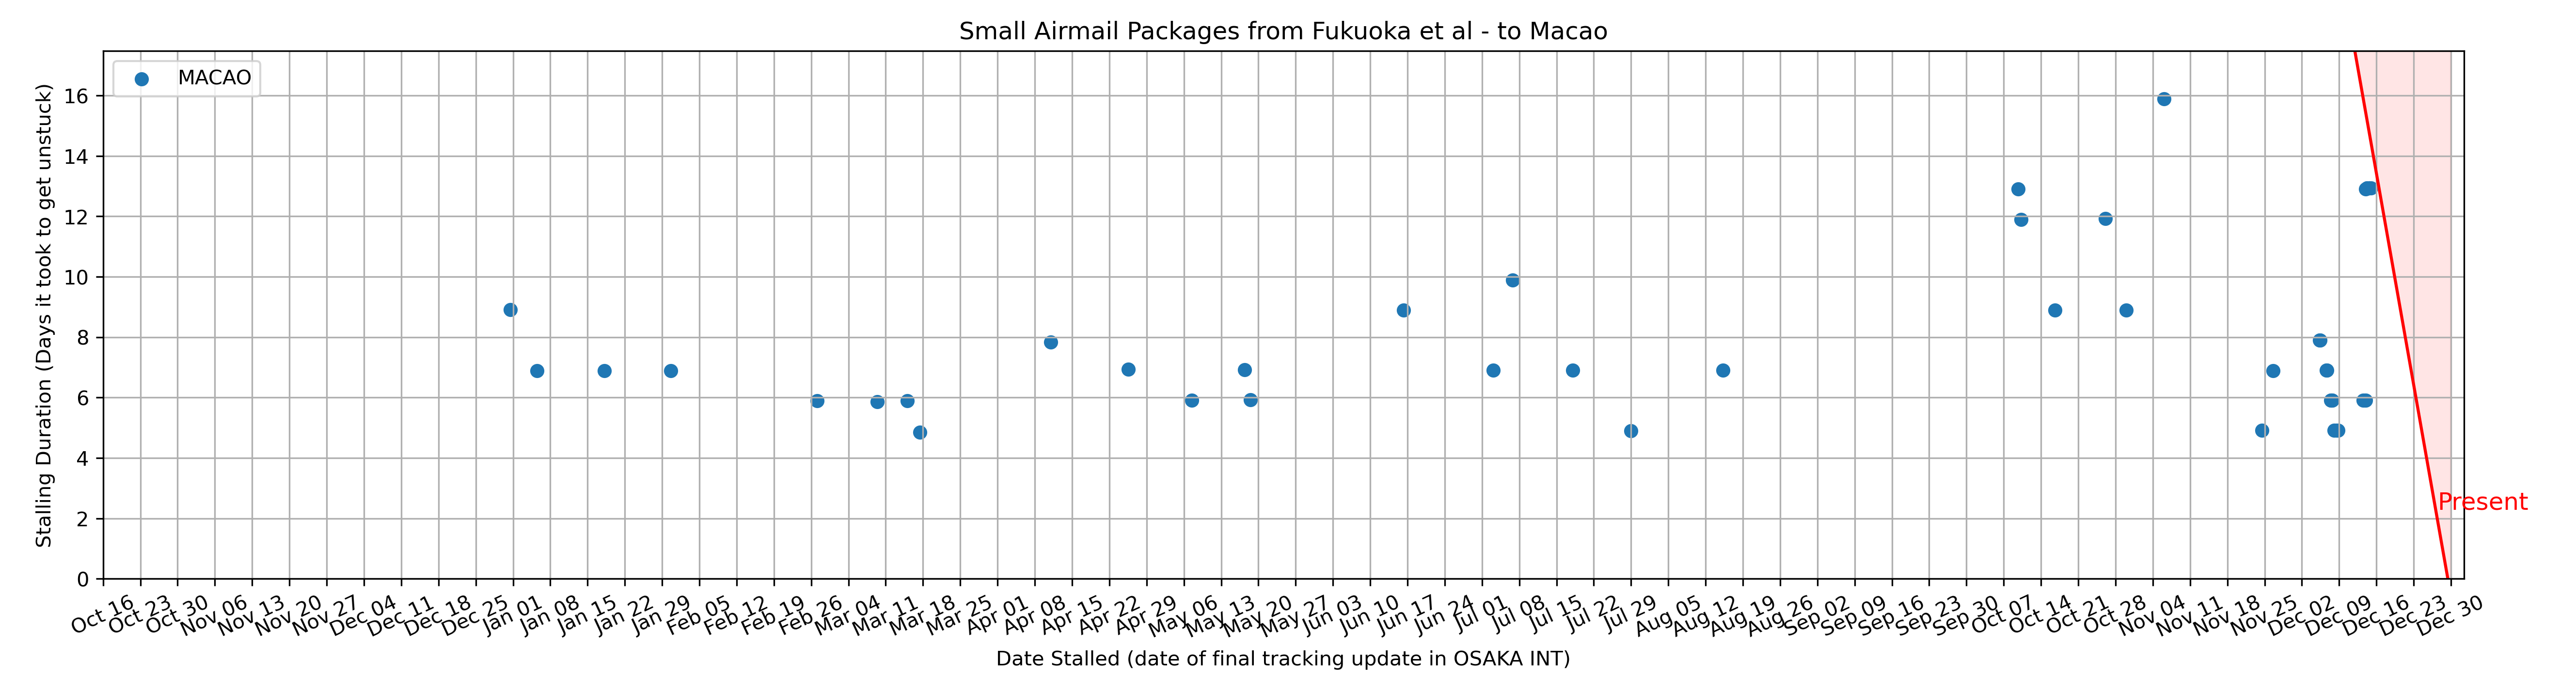 Small Airmail Packages from Fukuoka et al - to Macao
MACAO
Stalling Duration (Days it took to get unstuck)
16
14
12
10
8
6
4
2
0
Present
Oct 16
Oct 23
Oct 30
Nov 06
Nov 13
Nov 20
Nov 27
Dec 04
Dec 11
Dec 18
Dec 25
Jan 01
Jan 08
Jan 15
Jan 22
Jan 29
Feb 05
Feb 12
Feb 19
Feb 26
Mar 04
Mar 11
Mar 18
Mar 25
Apr 01
Apr 08
Apr 15
Apr 22
Apr 29
May 06
May 13
May 20
May 27
Jun 03
Jun 10
Jun 17
Jun 24
Jul 01
Jul 08
Jul 15
Jul 22
Jul 29
Aug 05
Aug 12
Aug 19
Aug 26
Sep 02
Sep 09
Sep 16
Sep 23
Sep 30
Oct 07
Oct 14
Oct 21
Oct 28
Nov 04
Nov 11
Nov 18
Nov 25
Dec 02
Dec 09
Dec 16
Dec 23
Dec 30
Date Stalled (date of final tracking update in OSAKA INT)